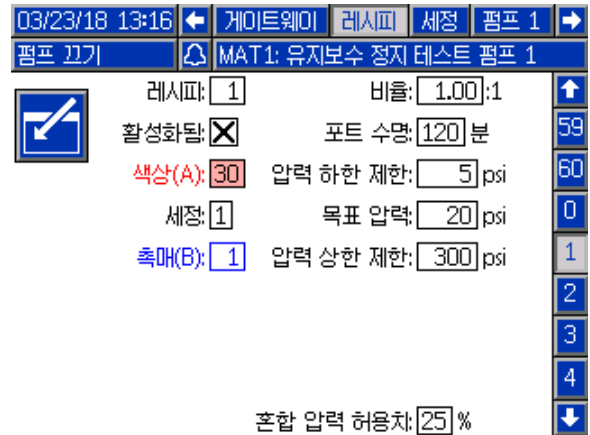 03/23/18 13:16 게이트웨이 레시피 세정 펌프 1
펌프 끄기 MAT1: 유지보수 정지 테스트 펌프 1
레시피: 1 비율: 1.00:1
활성화됨: 포트 수명: 120 분
색상(A): 30 압력 하한 제한: 5 psi
세정: 1 목표 압력: 20 psi
촉매(B): 1 압력 상한 제한: 300 psi
혼합 압력 허용치: 25 %
59
60
0
1
2
3
4